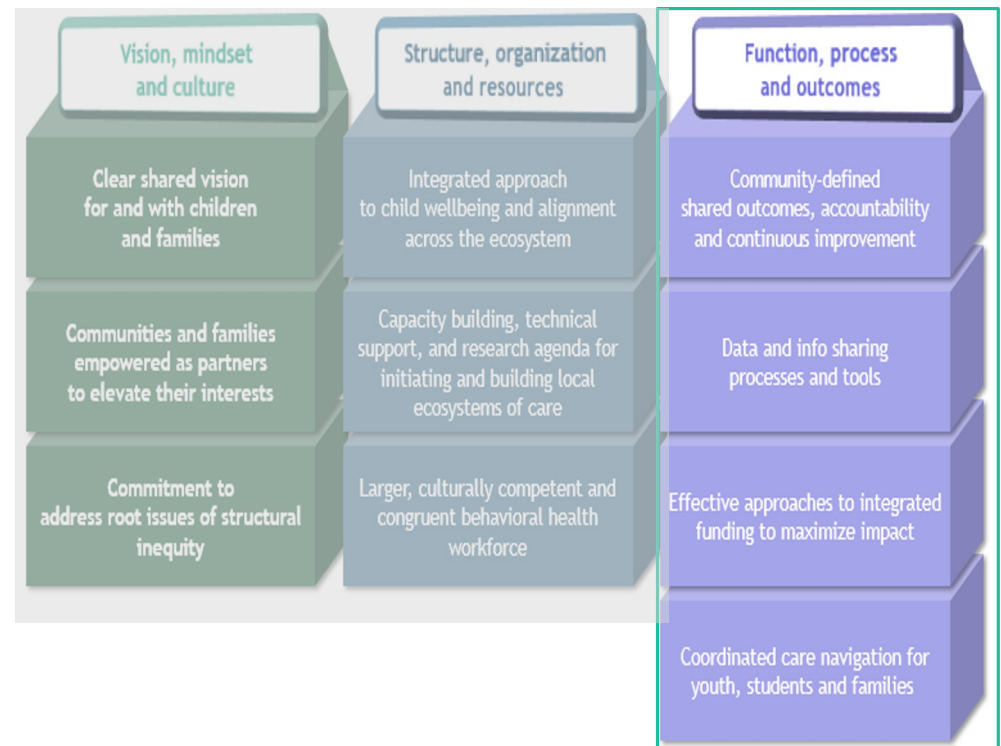 Vision, mindset
and culture
Clear shared vision
for and with children
and families
Communities and families
empowered as partners
to elevate their interests
Commitment to
address root issues of structural
inequity
Structure, organization
and resources
Integrated approach
to child wellbeing and alignment
across the ecosystem
Capacity building, technical
support, and research agenda for
initiating and building local
ecosystems of care
Larger, culturally competent and
congruent behavioral health
workforce
Function, process
and outcomes
Community-defined
shared outcomes, accountability
and continuous improvement
Data and info sharing
processes and tools
Effective approaches to integrated
funding to maximize impact
Coordinated care navigation for
youth, students and families